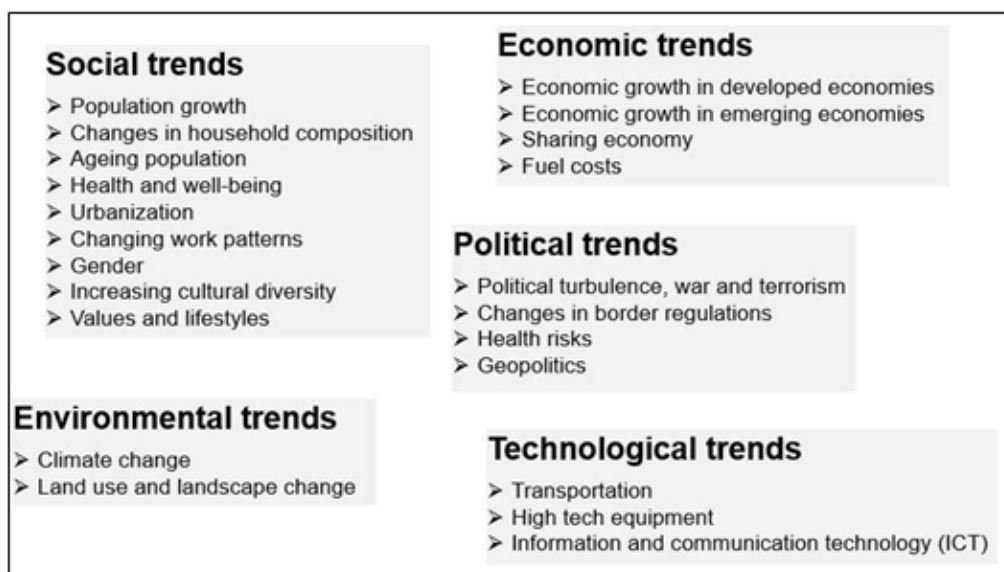 Social trends
➢ Population growth
➢ Changes in household composition
➢ Ageing population
➢ Health and well-being
➢ Urbanization
➢ Changing work patterns
➢ Gender
➢ Increasing cultural diversity
➢ Values and lifestyles
Economic trends
➢ Economic growth in developed economies
➢ Economic growth in emerging economies
➢ Sharing economy
➢ Fuel costs
Political trends
➢ Political turbulence, war and terrorism
➢ Changes in border regulations
➢ Health risks
➢ Geopolitics
Environmental trends
➢ Climate change
➢ Land use and landscape change
Technological trends
➢ Transportation
➢ High tech equipment
➢ Information and communication technology (ICT)